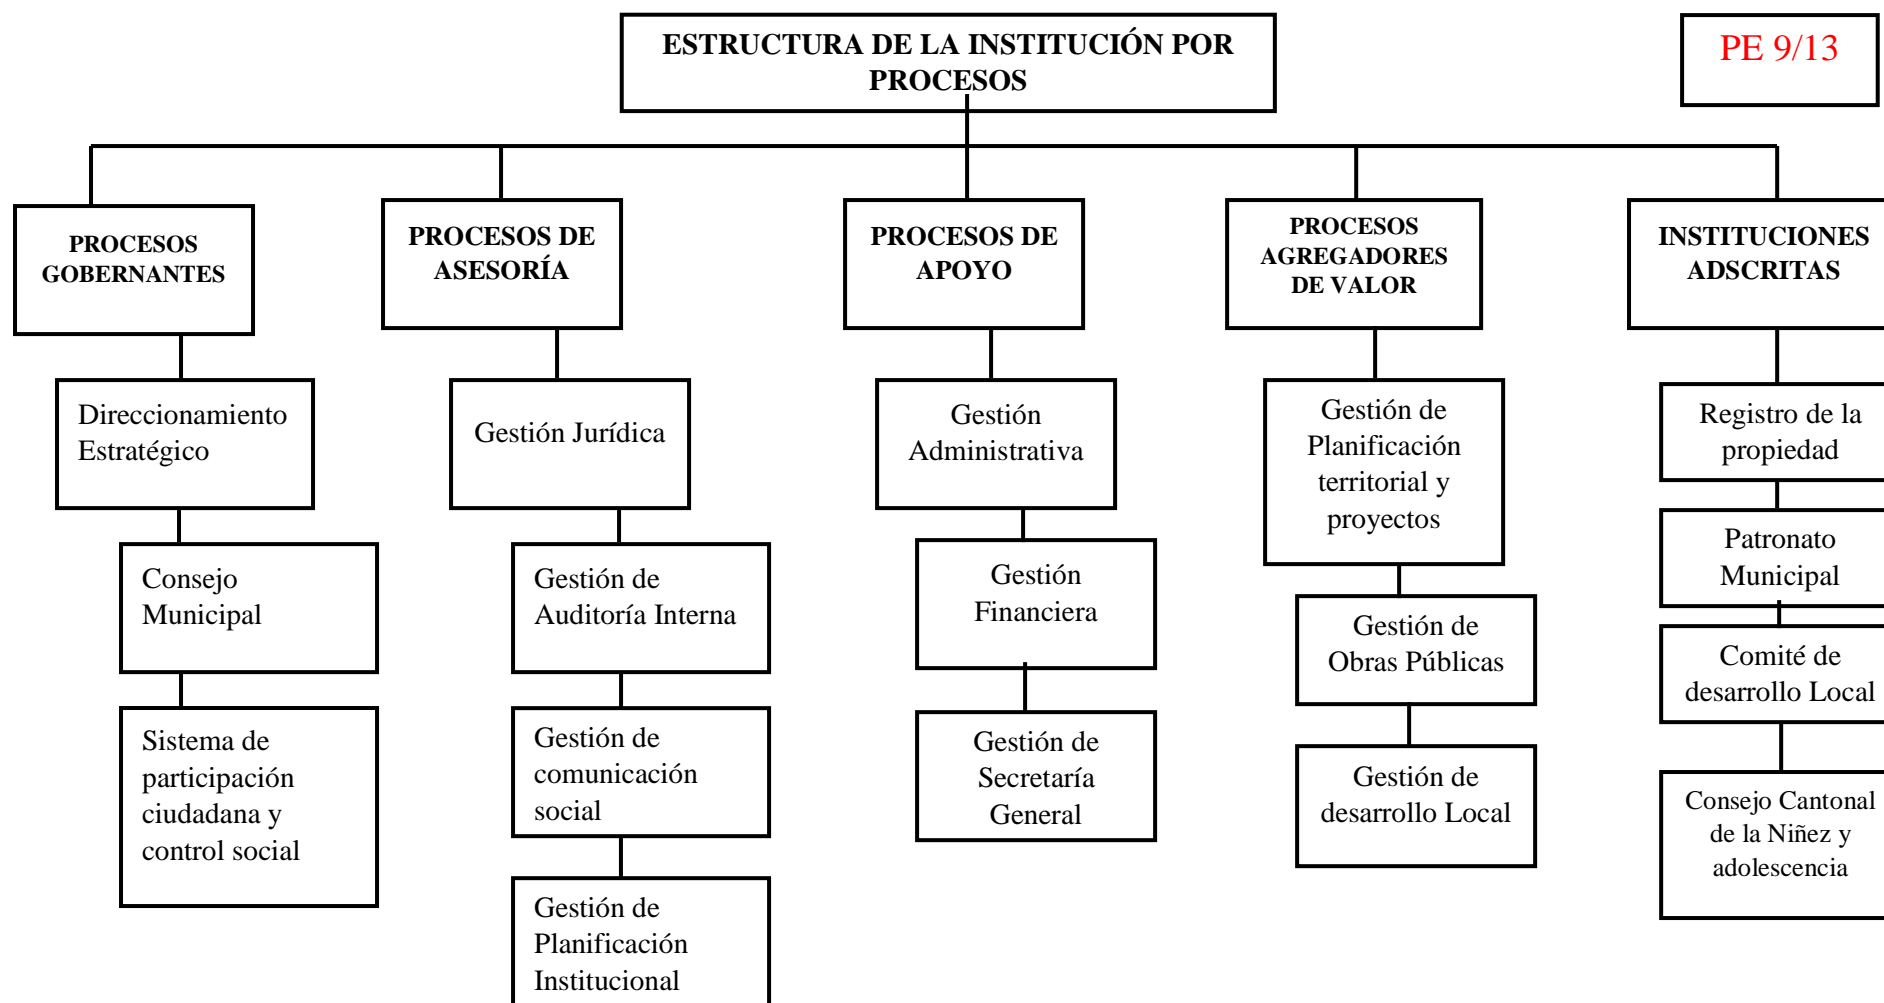 ESTRUCTURA DE LA INSTITUCIÓN POR
PROCESOS
PE 9/13
PROCESOS
GOBERNANTES
Direccionamiento
Estratégico
Consejo
Municipal
Sistema de
participación
ciudadana y
control social
PROCESOS DE
ASESORÍA
Gestión Jurídica
Gestión de
Auditoría Interna
Gestión de
comunicación
social
Gestión de
Planificación
Institucional
PROCESOS DE
APOYO
Gestión
Administrativa
Gestión
Financiera
Gestión de
Secretaría
General
PROCESOS
AGREGADORES
DE VALOR
Gestión de
Planificación
territorial y
proyectos
Gestión de
Obras Públicas
Gestión de
desarrollo Local
INSTITUCIONES
ADSCRITAS
Registro de la
propiedad
Patronato
Municipal
Comité de
desarrollo Local
Consejo Cantonal
de la Niñez y
adolescencia